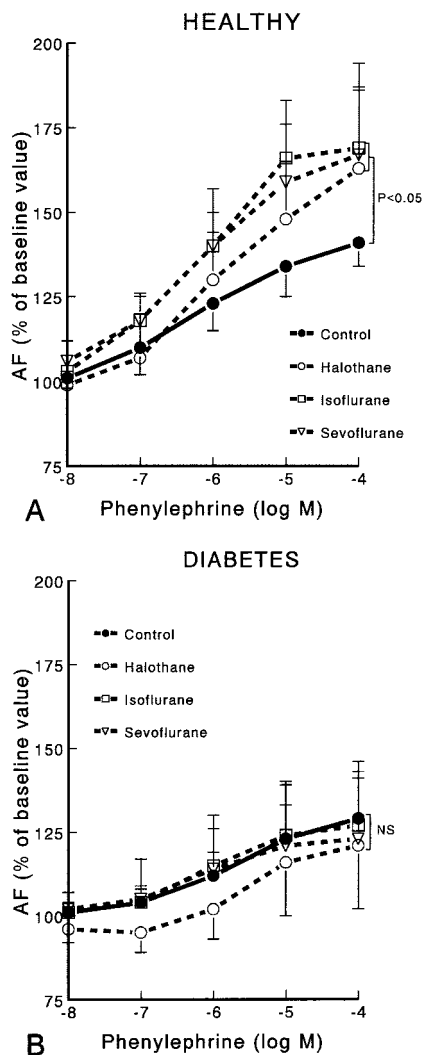 HEALTHY
200
175
150
125
100
75
AF (% of baseline value)
P<0.05
Control
Halothane
Isoflurane
Sevoflurane
-8 -7 -6 -5 -4
A Phenylephrine (log M)
DIABETES
200
175
150
125
100
75
AF (% of baseline value)
Control
Halothane
Isoflurane
Sevoflurane
NS
-8 -7 -6 -5 -4
B Phenylephrine (log M)